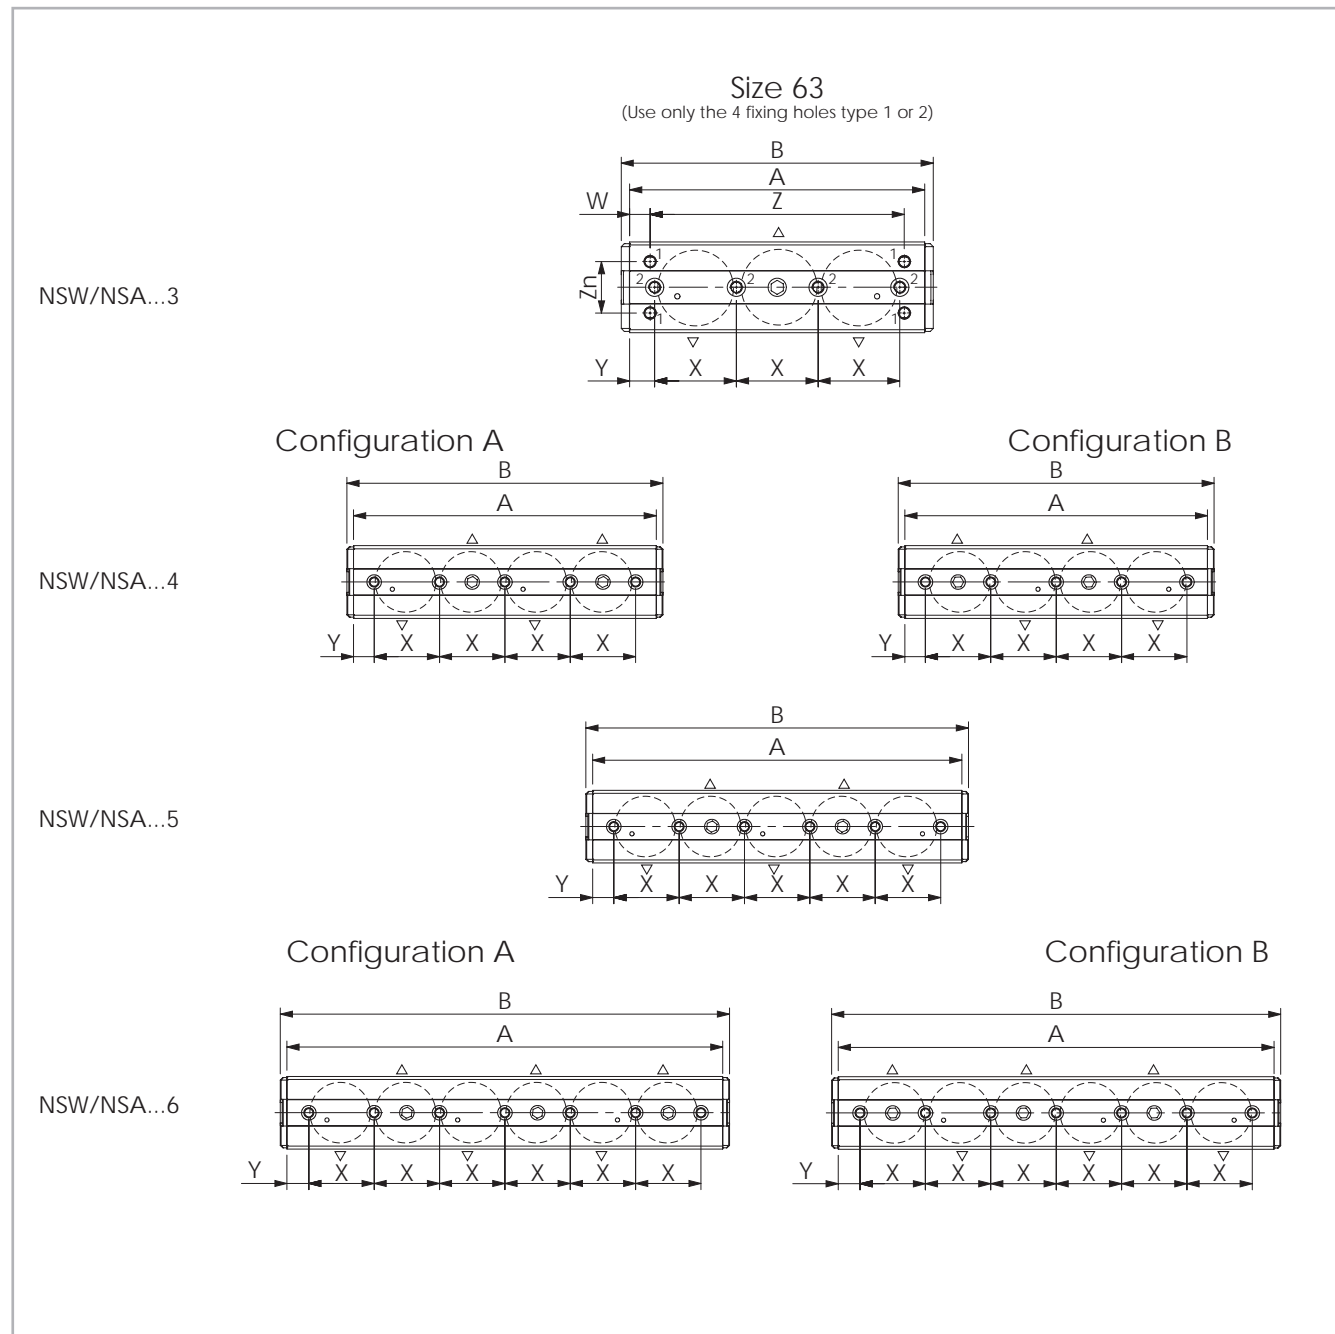 Size 63
(Use only the 4 fixing holes type 1 or 2)
B
A
W Z
1 1
NSW/NSA...3
Zn
2 2 2 2
1 1
Y X X X
Configuration A Configuration B
B B
A A
NSW/NSA...4
Y X X X X Y X X X X
B
A
NSW/NSA...5
Y X X X X X
Configuration A Configuration B
B B
A A
NSW/NSA...6
Y X X X X X X Y X X X X X X